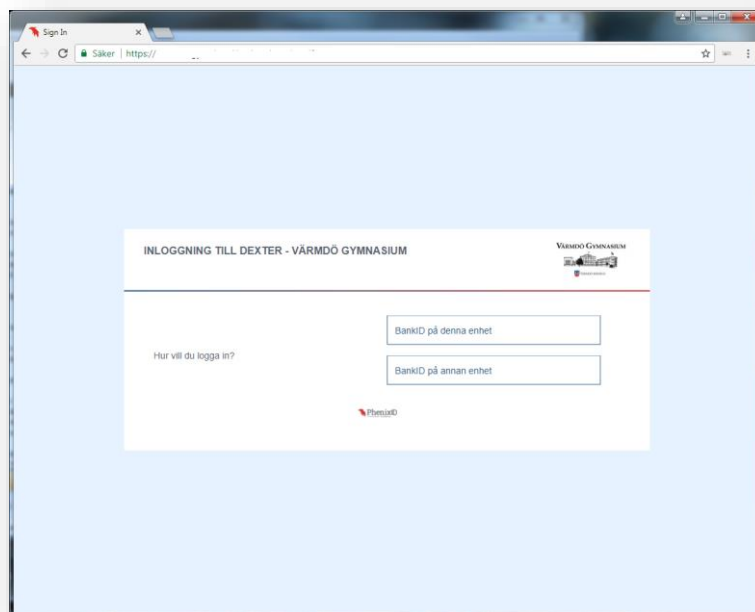 Sign In
Säker | https://
INLOGGNING TILL DEXTER - VÄRMDÖ GYMNASIUM
VÄRMDÖ GYMNASIUM
Hur vill du logga in?
BankID på denna enhet
BankID på annan enhet
PhenixID